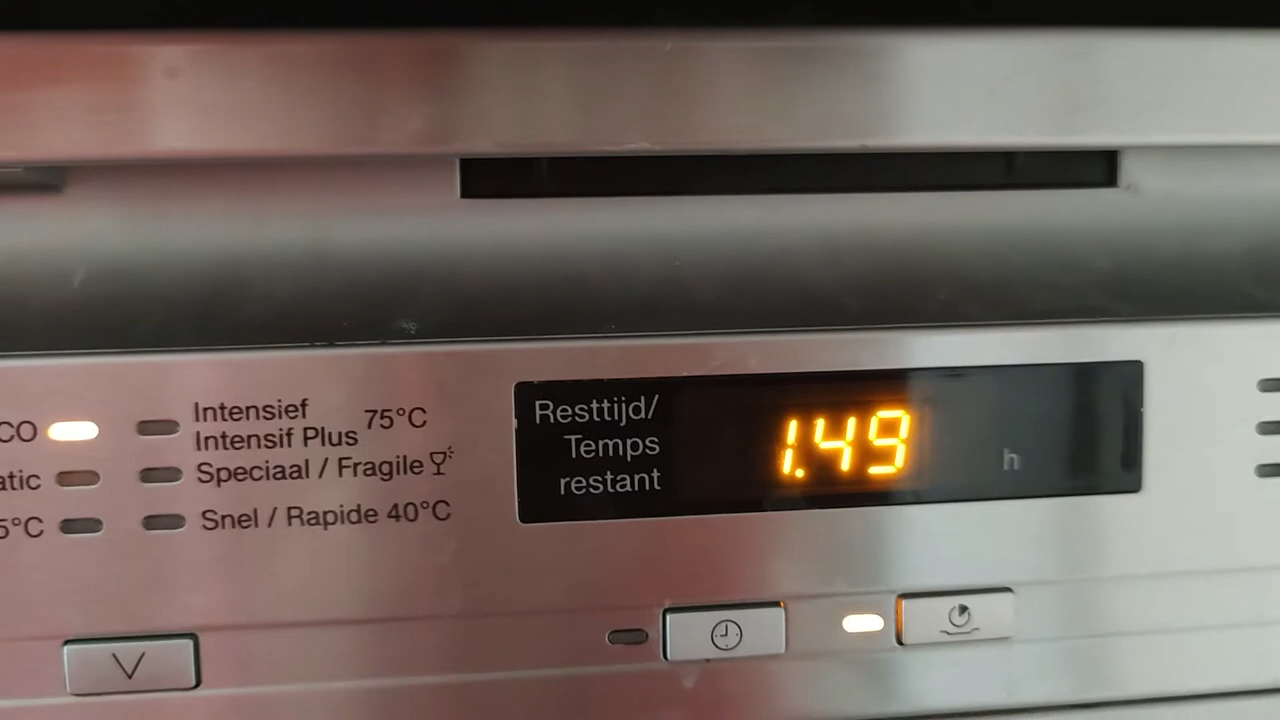 CO
Intensief
Intensif Plus 75°C
atic
Speciaal / Fragile
5°C
Snel / Rapide 40°C
Resttijd/
Temps
restant
1.49 h